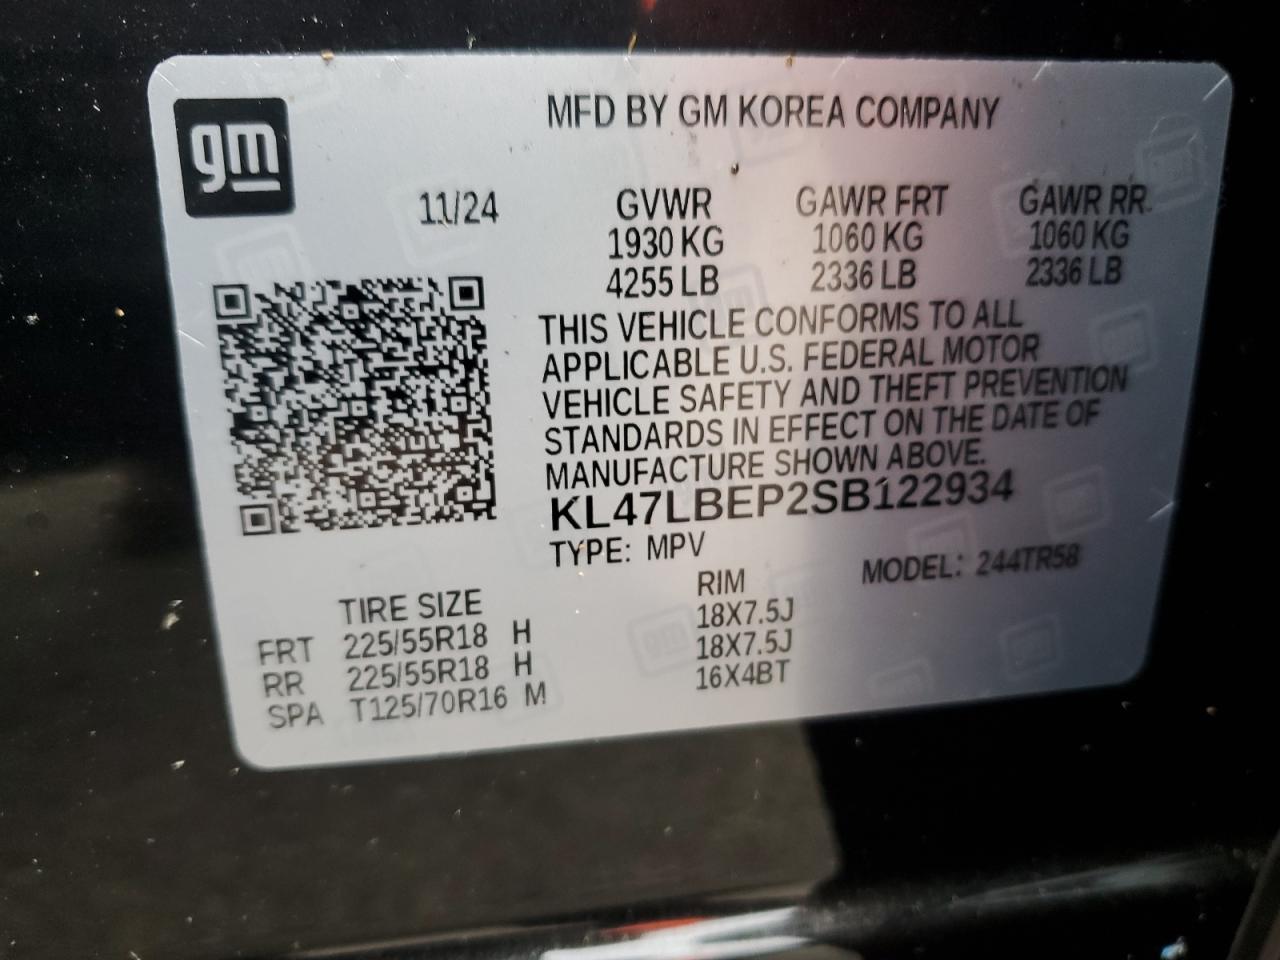 gm
MFD BY GM KOREA COMPANY
11/24 GVWR GAWR FRT GAWR RR
1930 KG 1060 KG 1060 KG
4255 LB 2336 LB 2336 LB
THIS VEHICLE CONFORMS TO ALL
APPLICABLE U.S. FEDERAL MOTOR
VEHICLE SAFETY AND THEFT PREVENTION
STANDARDS IN EFFECT ON THE DATE OF
MANUFACTURE SHOWN ABOVE.
KL47LBEP2SB122934
TYPE: MPV MODEL: 244TR58
TIRE SIZE RIM
FRT 225/55R18 H 18X7.5J
RR 225/55R18 H 18X7.5J
SPA T125/70R16 M 16X4BT